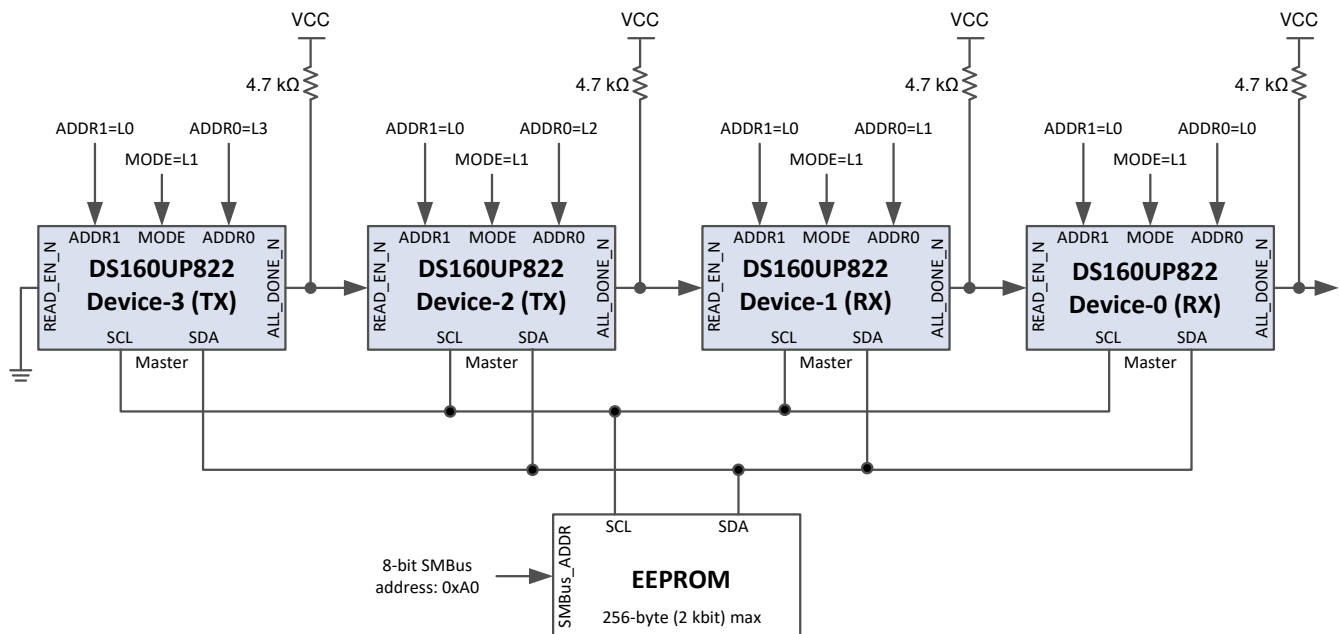 VCC VCC VCC VCC
4.7 kΩ 4.7 kΩ 4.7 kΩ 4.7 kΩ
ADDR1=L0 ADDR0=L3 ADDR1=L0 ADDR0=L2 ADDR1=L0 ADDR0=L1 ADDR1=L0 ADDR0=L0
MODE=L1 MODE=L1 MODE=L1 MODE=L1
READ_EN_N
ADDR1 MODE ADDR0
DS160UP822
Device-3 (TX)
SCL SDA
ALL_DONE_N
Master
READ_EN_N
ADDR1 MODE ADDR0
DS160UP822
Device-2 (TX)
SCL SDA
ALL_DONE_N
Master
READ_EN_N
ADDR1 MODE ADDR0
DS160UP822
Device-1 (RX)
SCL SDA
ALL_DONE_N
Master
READ_EN_N
ADDR1 MODE ADDR0
DS160UP822
Device-0 (RX)
SCL SDA
ALL_DONE_N
Master
8-bit SMBus
address: 0xA0
SMBus_ADDR
SCL SDA
EEPROM
256-byte (2 kbit) max